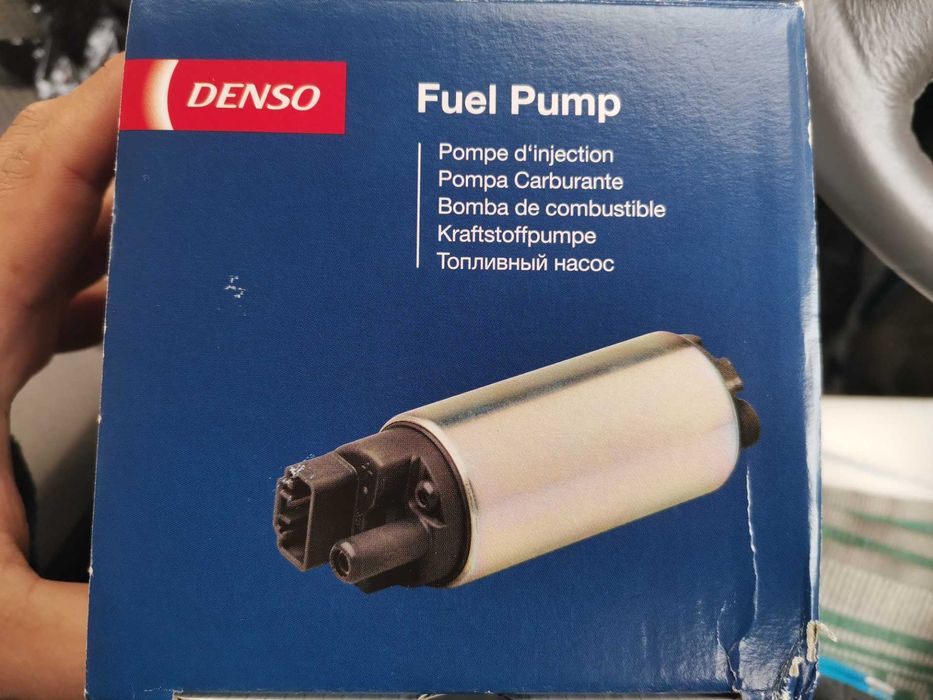 DENSO
Fuel Pump
Pompe d'injection
Pompa Carburante
Bomba de combustible
Kraftstoffpumpe
Топливный насос